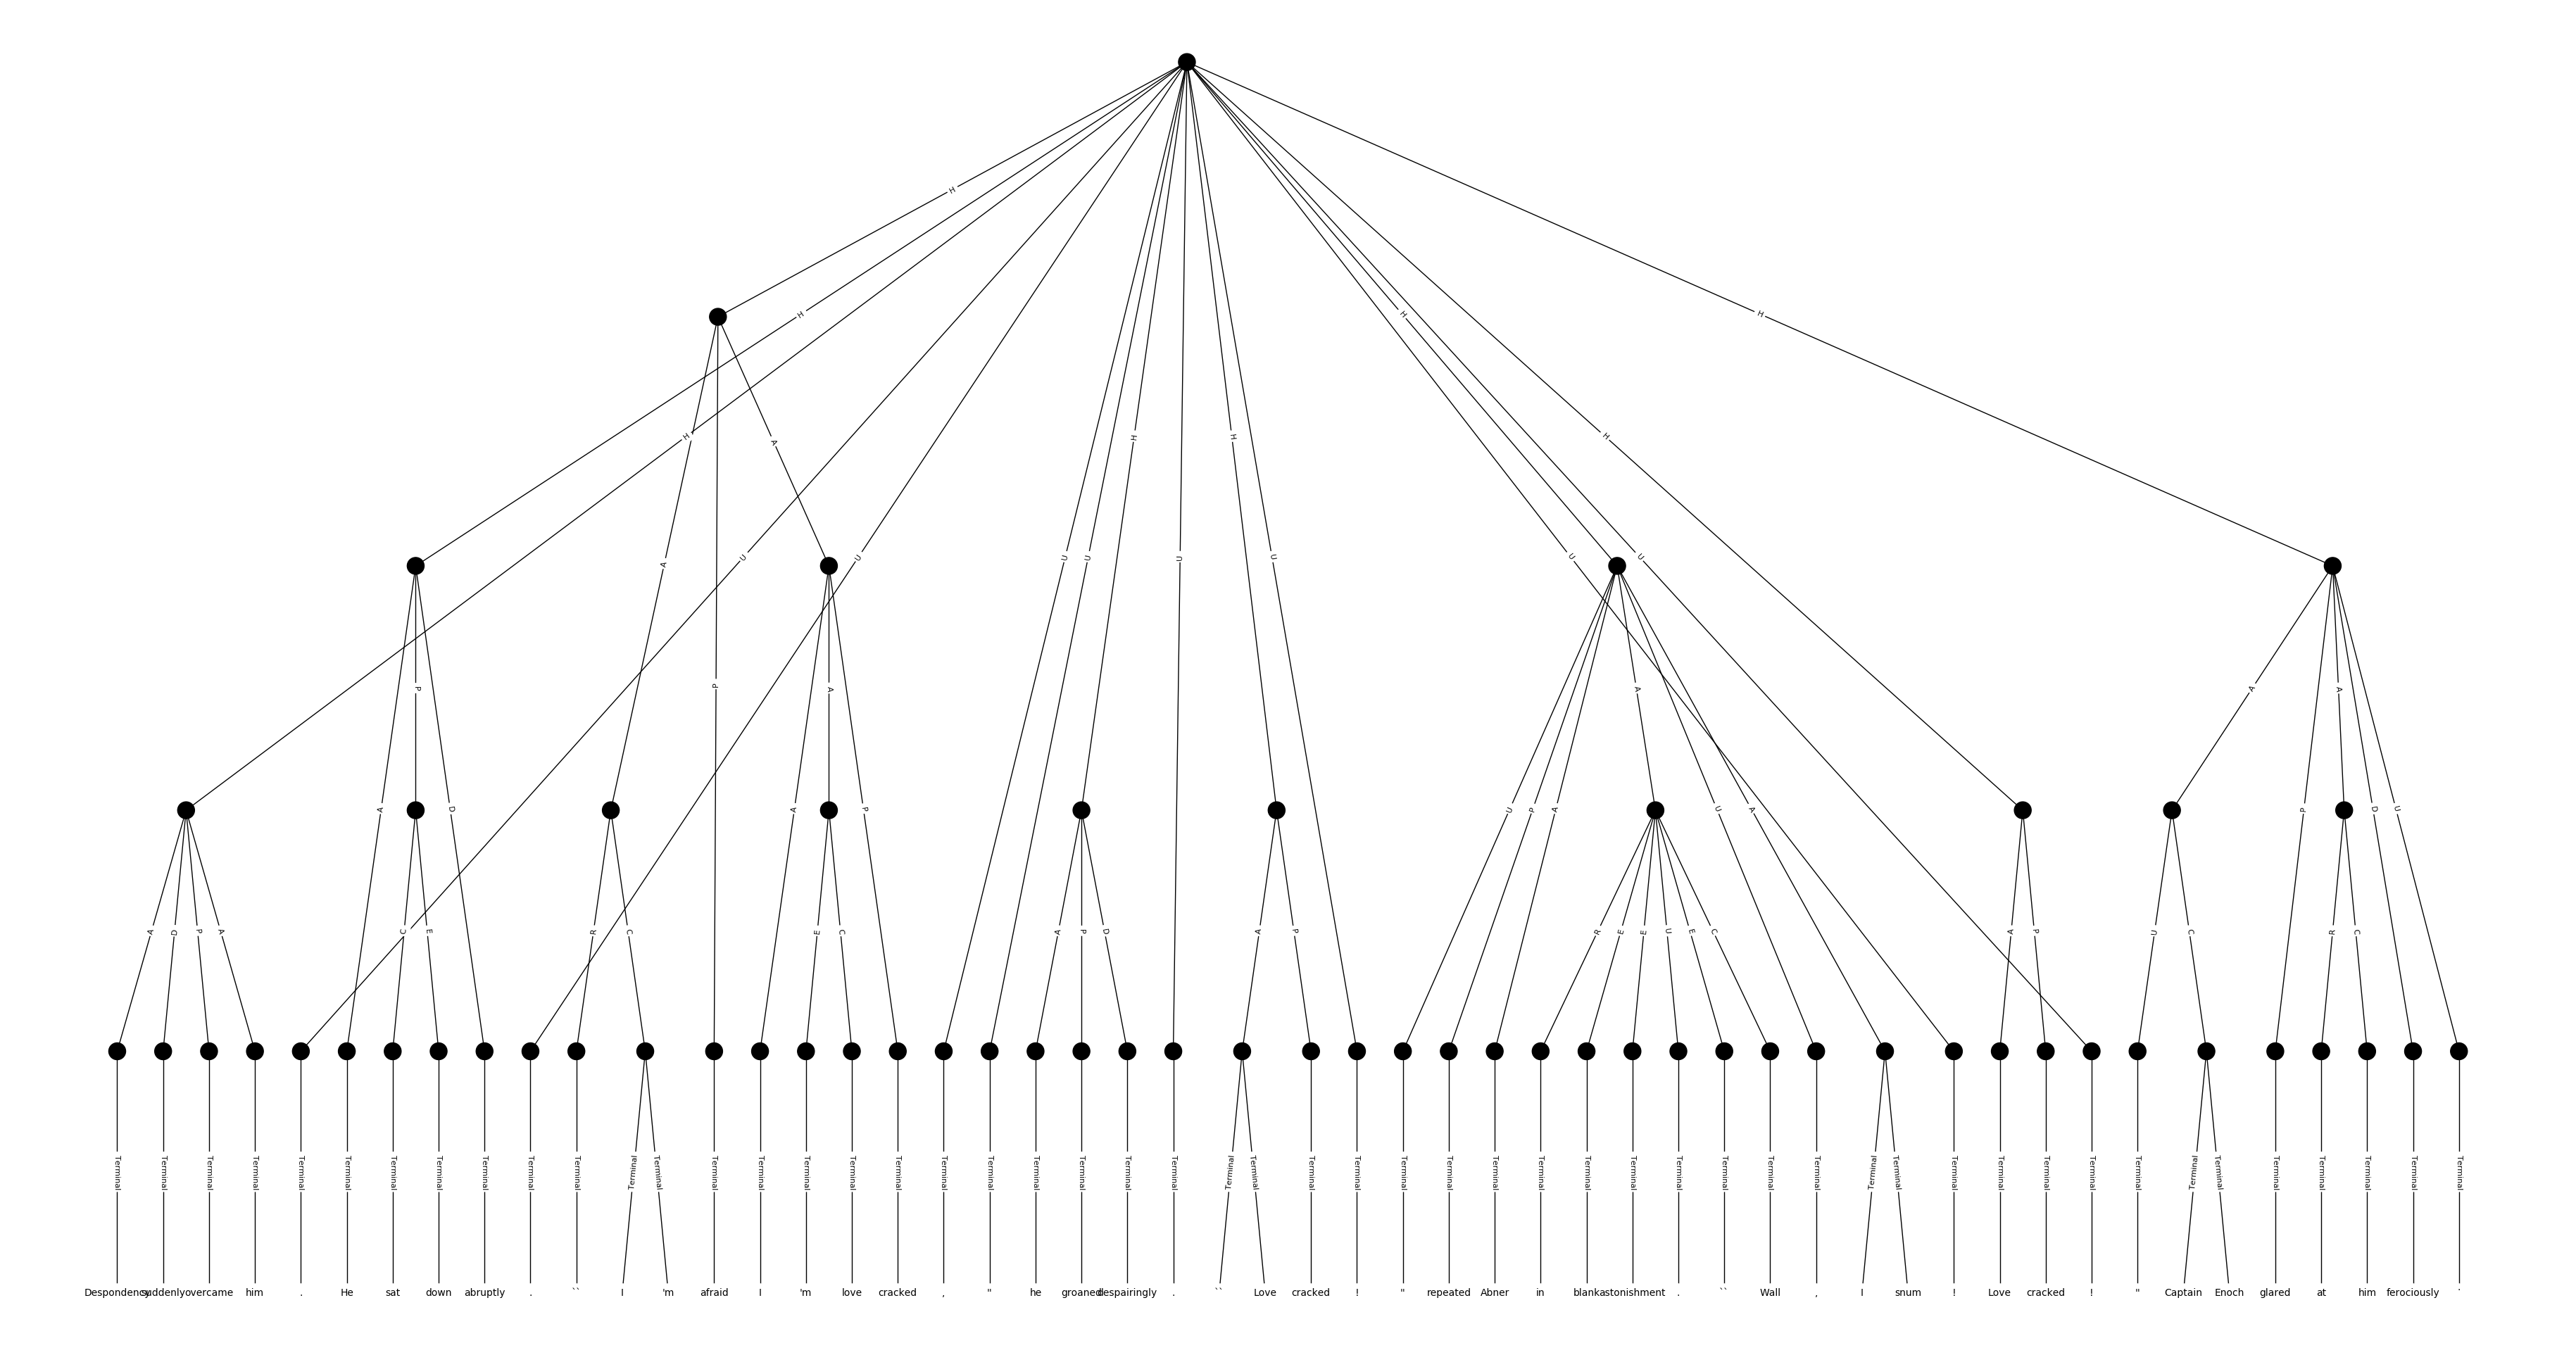 H
H H H
H H H H
A
U U U U U U U U
A
P P A A A A
A D A P U P A U A P D U
A D P A C E R C E C A P D A P R E E U E C A P U C R C
Terminal Terminal Terminal Terminal Terminal Terminal Terminal Terminal Terminal Terminal Terminal Terminal Terminal Terminal Terminal Terminal Terminal Terminal Terminal Terminal Terminal Terminal Terminal Terminal Terminal Terminal Terminal Terminal Terminal Terminal Terminal Terminal Terminal Terminal Terminal Terminal Terminal Terminal Terminal Terminal Terminal Terminal Terminal Terminal Terminal Terminal Terminal Terminal Terminal Terminal Terminal
Despondency suddenly overcame him . He sat down abruptly . `` I 'm afraid I 'm love cracked , " he groaned despairingly . `` Love cracked ! " repeated Abner in blank astonishment . `` Wall , I snum ! Love cracked ! " Captain Enoch glared at him ferociously .